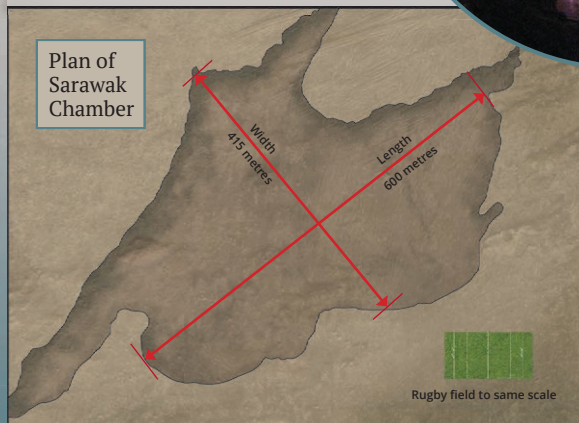 Plan of
Sarawak
Chamber
Width
415 metres
Length
600 metres
Rugby field to same scale